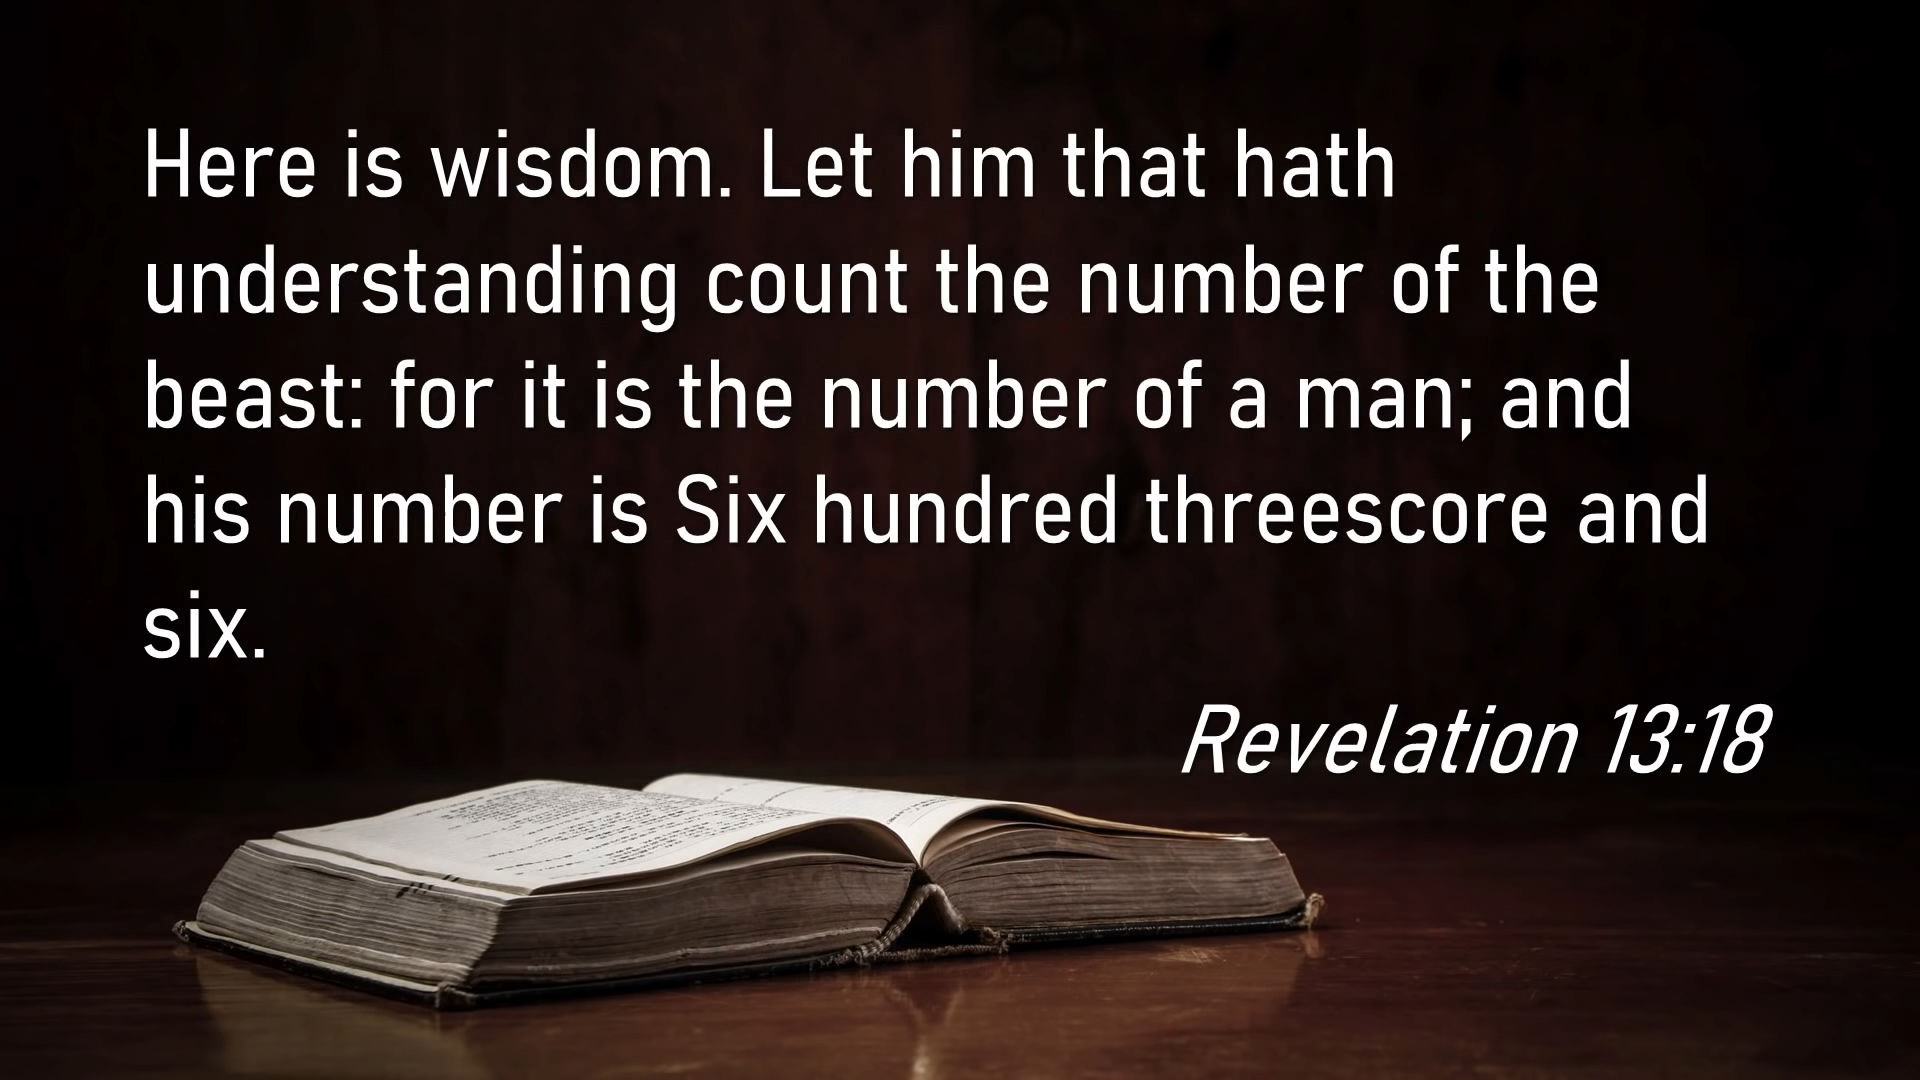 Here is wisdom. Let him that hath
understanding count the number of the
beast: for it is the number of a man; and
his number is Six hundred threescore and
six.
Revelation 13:18